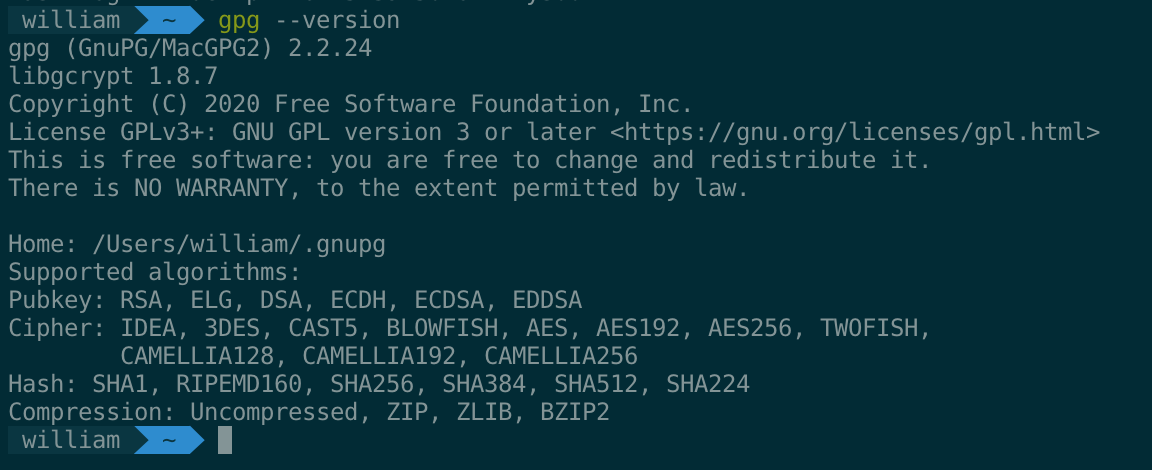 william ~ gpg --version
gpg (GnuPG/MacGPG2) 2.2.24
libgcrypt 1.8.7
Copyright (C) 2020 Free Software Foundation, Inc.
License GPLv3+: GNU GPL version 3 or later <https://gnu.org/licenses/gpl.html>
This is free software: you are free to change and redistribute it.
There is NO WARRANTY, to the extent permitted by law.

Home: /Users/william/.gnupg
Supported algorithms:
Pubkey: RSA, ELG, DSA, ECDH, ECDSA, EDDSA
Cipher: IDEA, 3DES, CAST5, BLOWFISH, AES, AES192, AES256, TWOFISH,
        CAMELLIA128, CAMELLIA192, CAMELLIA256
Hash: SHA1, RIPEMD160, SHA256, SHA384, SHA512, SHA224
Compression: Uncompressed, ZIP, ZLIB, BZIP2
william ~